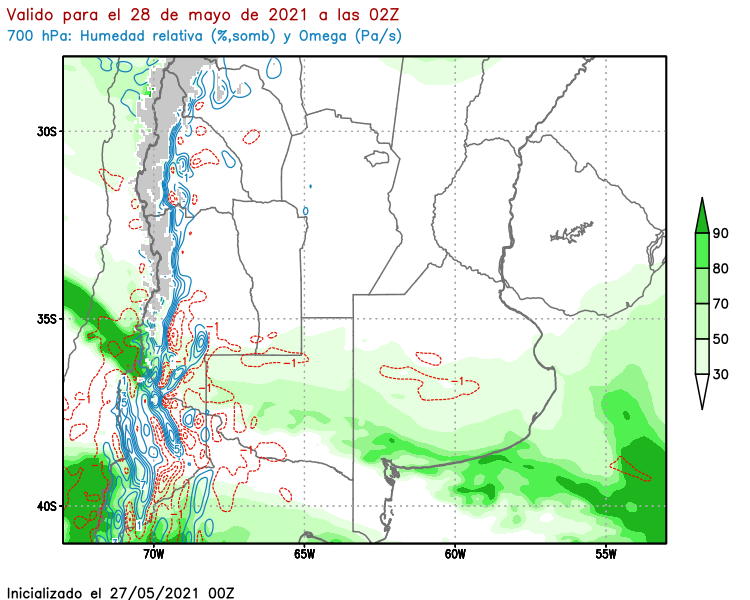 Valido para el 28 de mayo de 2021 a las 02Z
700 hPa: Humedad relativa (%,somb) y Omega (Pa/s)
30S
35S
40S
70W
65W
60W
55W
90
80
70
50
30
-1
-1
-1
-1
-1
Inicializado el 27/05/2021 00Z